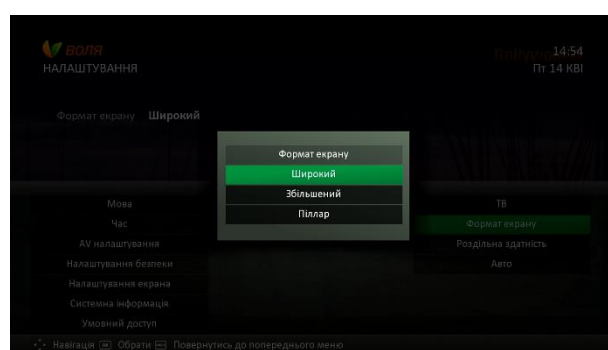 ВОЛЯ
НАЛАШТУВАННЯ
14:54
Пт 14 КВІ
Формат екрану Широкий
Формат екрану
Широкий
Збільшений
Піллар
Мова
Час
AV налаштування
Налаштування безпеки
Налаштування екрана
Системна інформація
Умовний доступ
ТВ
Формат екрану
Роздільна здатність
Авто
Навігація OK Обрати Повернутись до попереднього меню